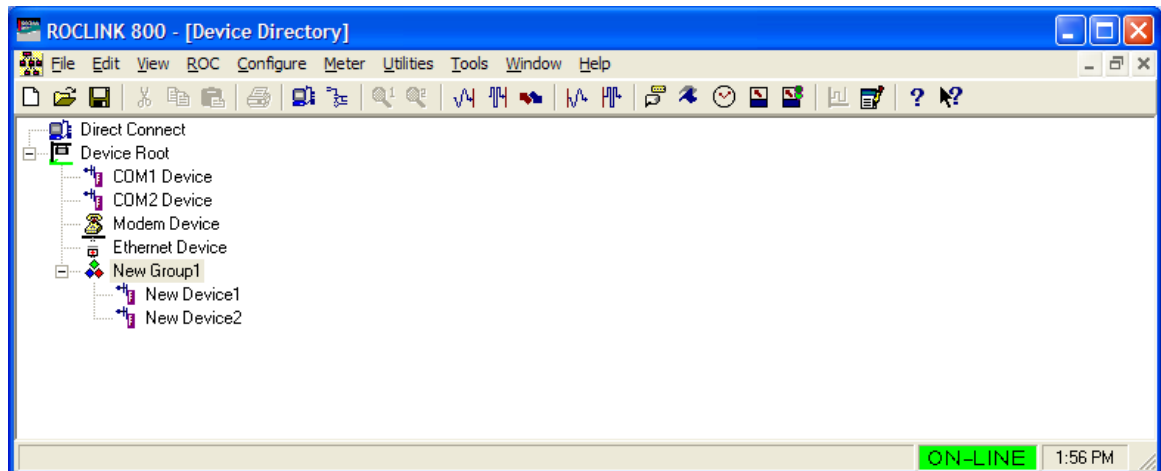 ROCLINK 800 - [Device Directory]
File Edit View ROC Configure Meter Utilities Tools Window Help
Direct Connect
Device Root
COM1 Device
COM2 Device
Modem Device
Ethernet Device
New Group1
New Device1
New Device2
ON-LINE 1:56 PM